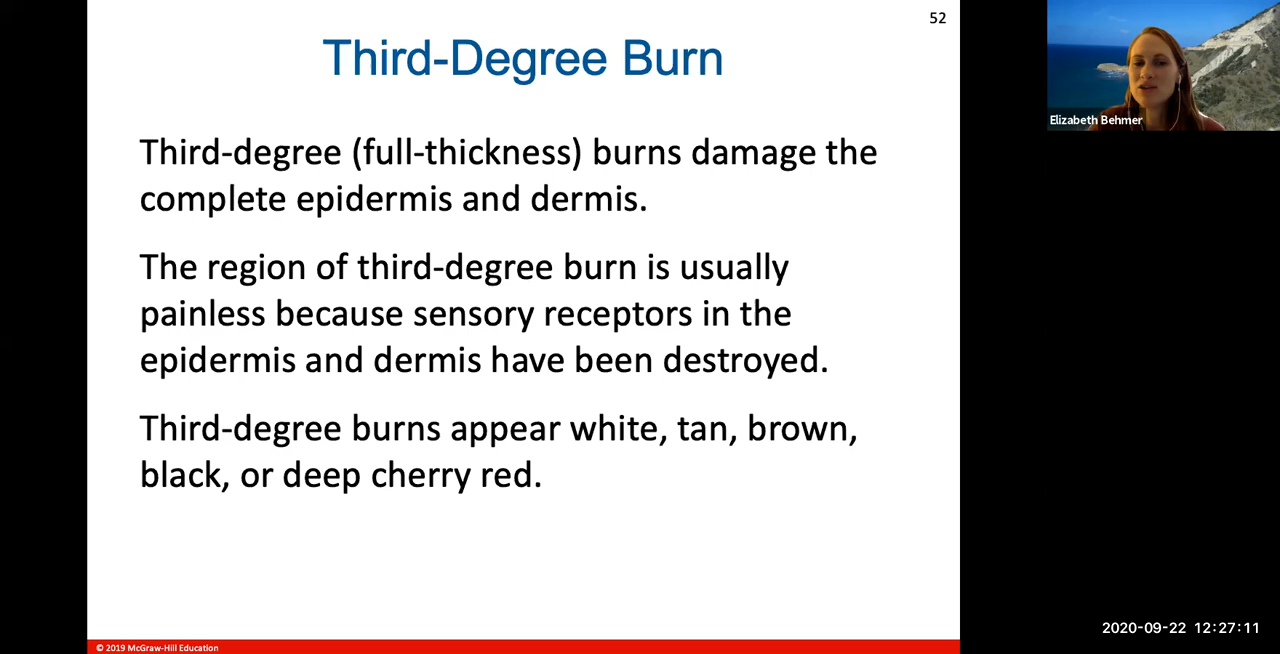 52
Third-Degree Burn
Elizabeth Behmer
Third-degree (full-thickness) burns damage the
complete epidermis and dermis.
The region of third-degree burn is usually
painless because sensory receptors in the
epidermis and dermis have been destroyed.
Third-degree burns appear white, tan, brown,
black, or deep cherry red.
2020-09-22 12:27:11
© 2019 McGraw-Hill Education